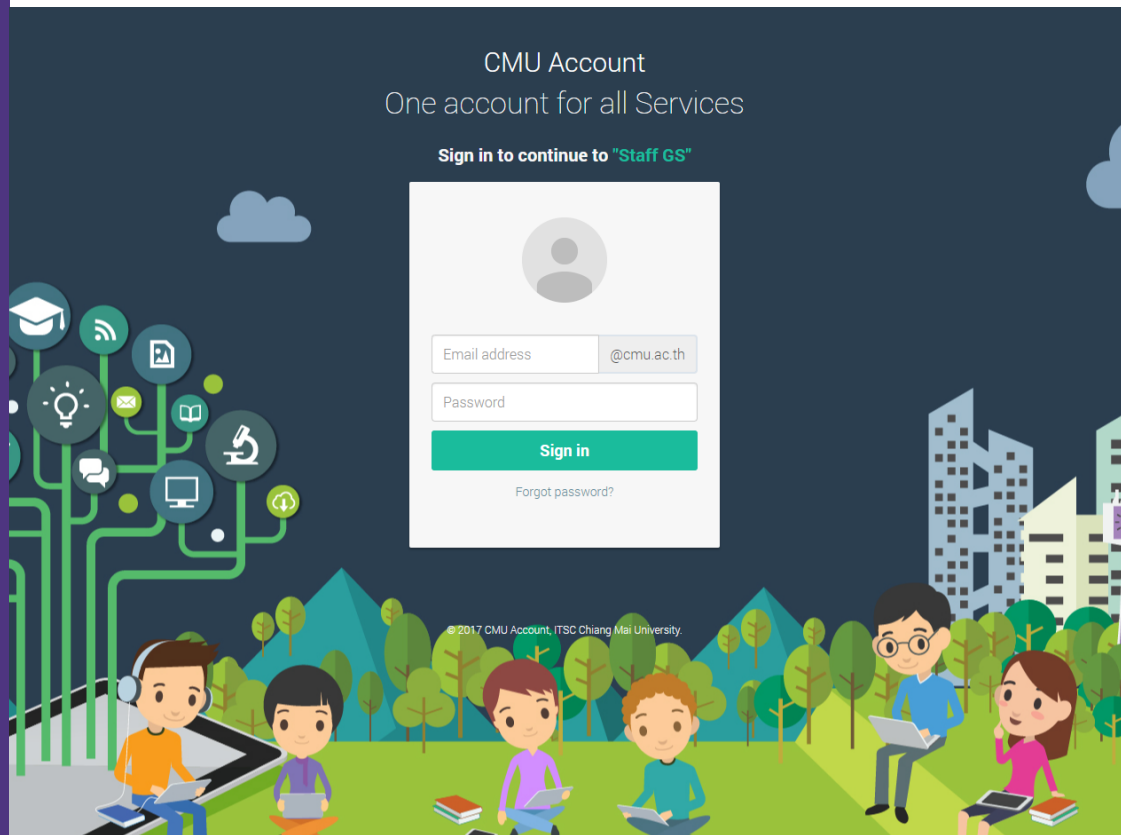 CMU Account
One account for all Services
Sign in to continue to "Staff GS"
Email address @cmu.ac.th
Password
Sign in
Forgot password?
© 2017 CMU Account, ITSC Chiang Mai University.